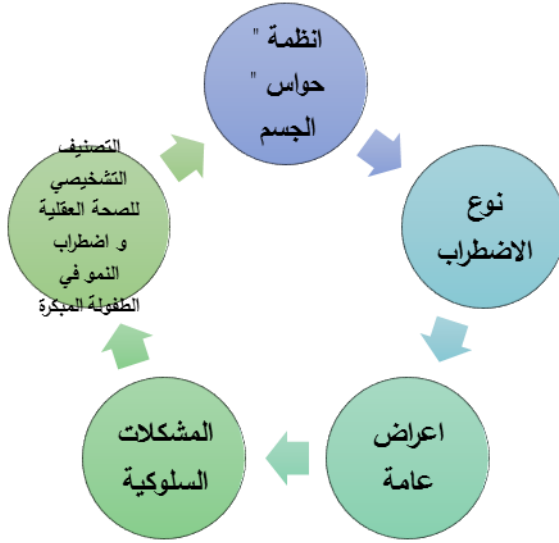 انظمة "
حواس "
الجسم
نوع
الاضطراب
اعراض
عامة
المشكلات
السلوكية
التصنيف
التشخيصي
للصحة العقلية
و اضطراب
النمو في
الطفولة المبكرة